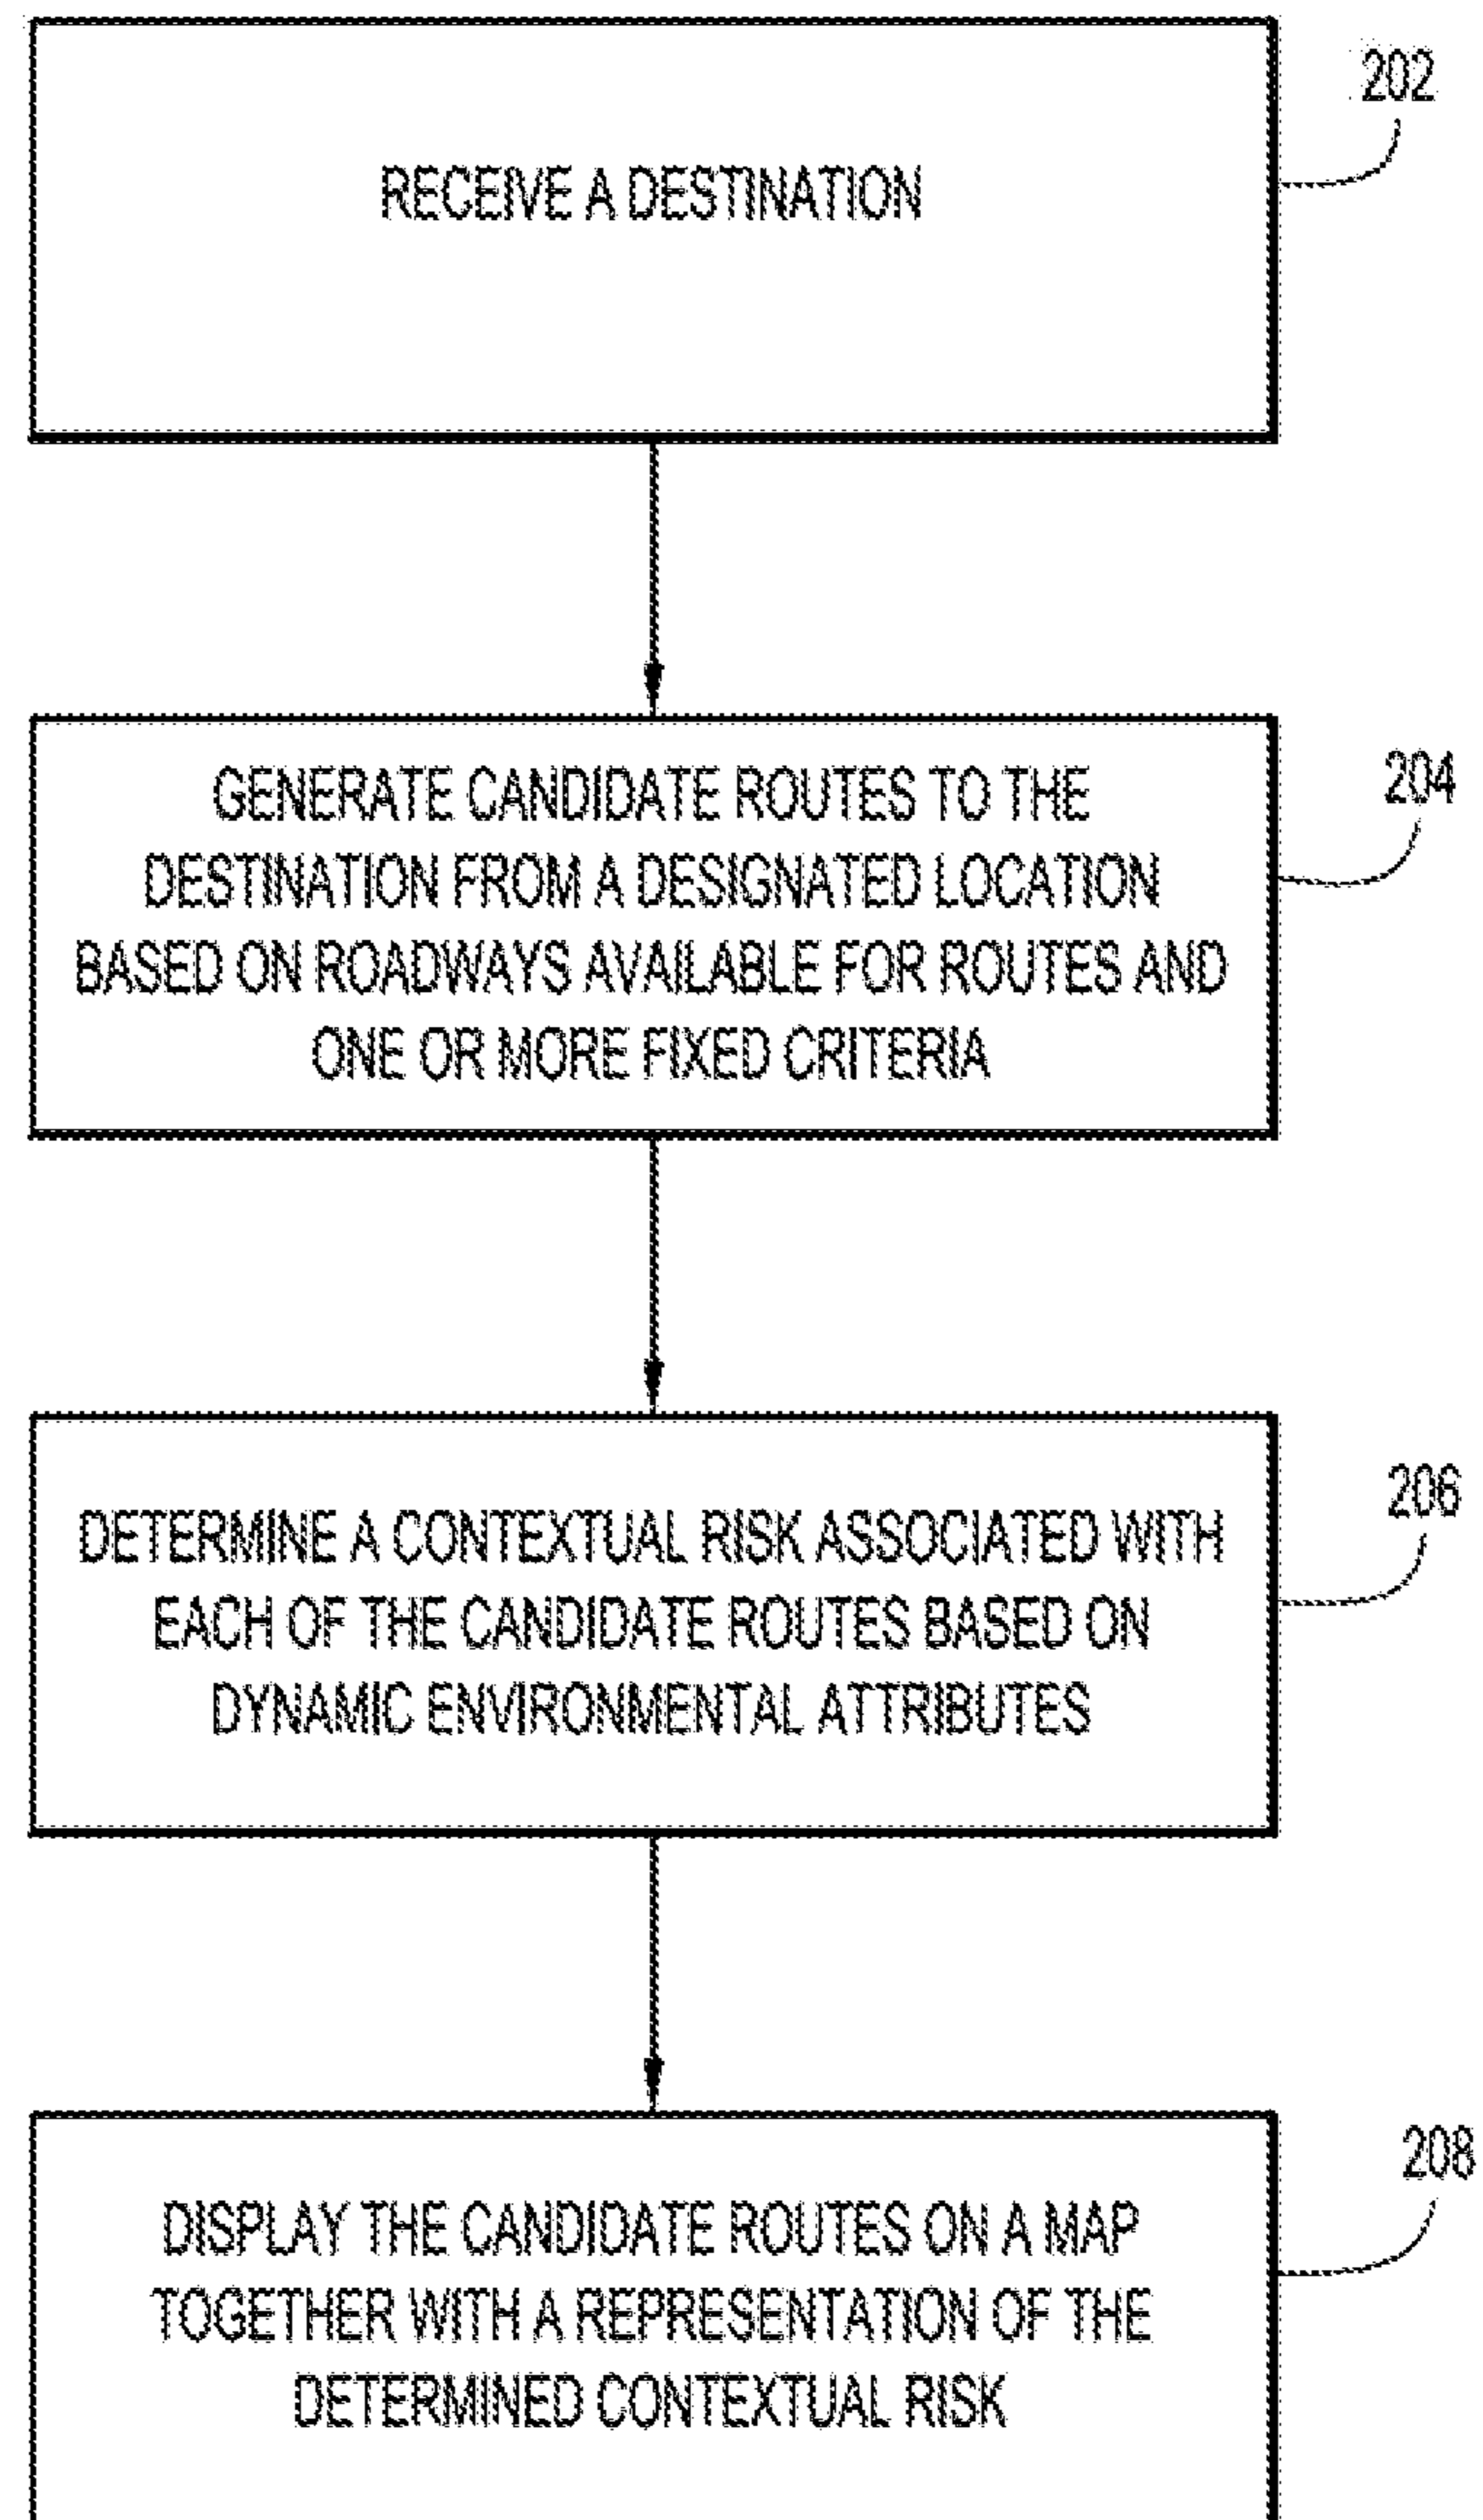 202
RECEIVE A DESTINATION
204
GENERATE CANDIDATE ROUTES TO THE
DESTINATION FROM A DESIGNATED LOCATION
BASED ON ROADWAYS AVAILABLE FOR ROUTES AND
ONE OR MORE FIXED CRITERIA
206
DETERMINE A CONTEXTUAL RISK ASSOCIATED WITH
EACH OF THE CANDIDATE ROUTES BASED ON
DYNAMIC ENVIRONMENTAL ATTRIBUTES
208
DISPLAY THE CANDIDATE ROUTES ON A MAP
TOGETHER WITH A REPRESENTATION OF THE
DETERMINED CONTEXTUAL RISK